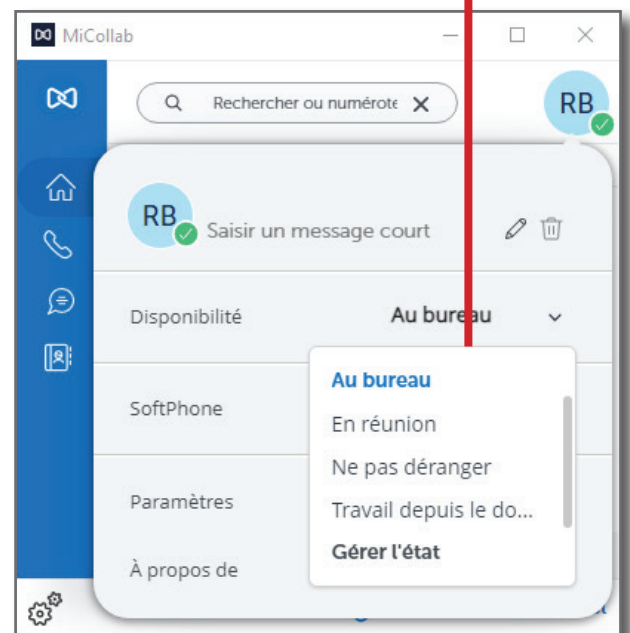 MiCollab
Rechercher ou numérote
RB
RB
Saisir un message court
Disponibilité
Au bureau
Au bureau
SoftPhone
En réunion
Ne pas déranger
Paramètres
Travail depuis le do...
Gérer l'état
À propos de